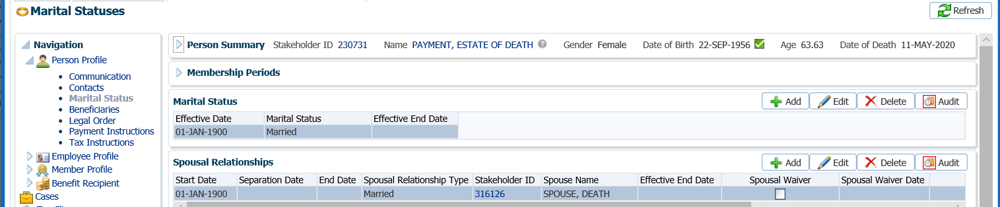 Marital Statuses
Refresh
Navigation
Person Profile
Communication
Contacts
Marital Status
Beneficiaries
Legal Order
Payment Instructions
Tax Instructions
Employee Profile
Member Profile
Benefit Recipient
Cases
Person Summary Stakeholder ID 230731 Name PAYMENT, ESTATE OF DEATH Gender Female Date of Birth 22-SEP-1956 Age 63.63 Date of Death 11-MAY-2020
Membership Periods
Marital Status Add Edit Delete Audit
Effective Date Marital Status Effective End Date
01-JAN-1900 Married
Spousal Relationships Add Edit Delete Audit
Start Date Separation Date End Date Spousal Relationship Type Stakeholder ID Spouse Name Effective End Date Spousal Waiver Spousal Waiver Date
01-JAN-1900 Married 316126 SPOUSE, DEATH